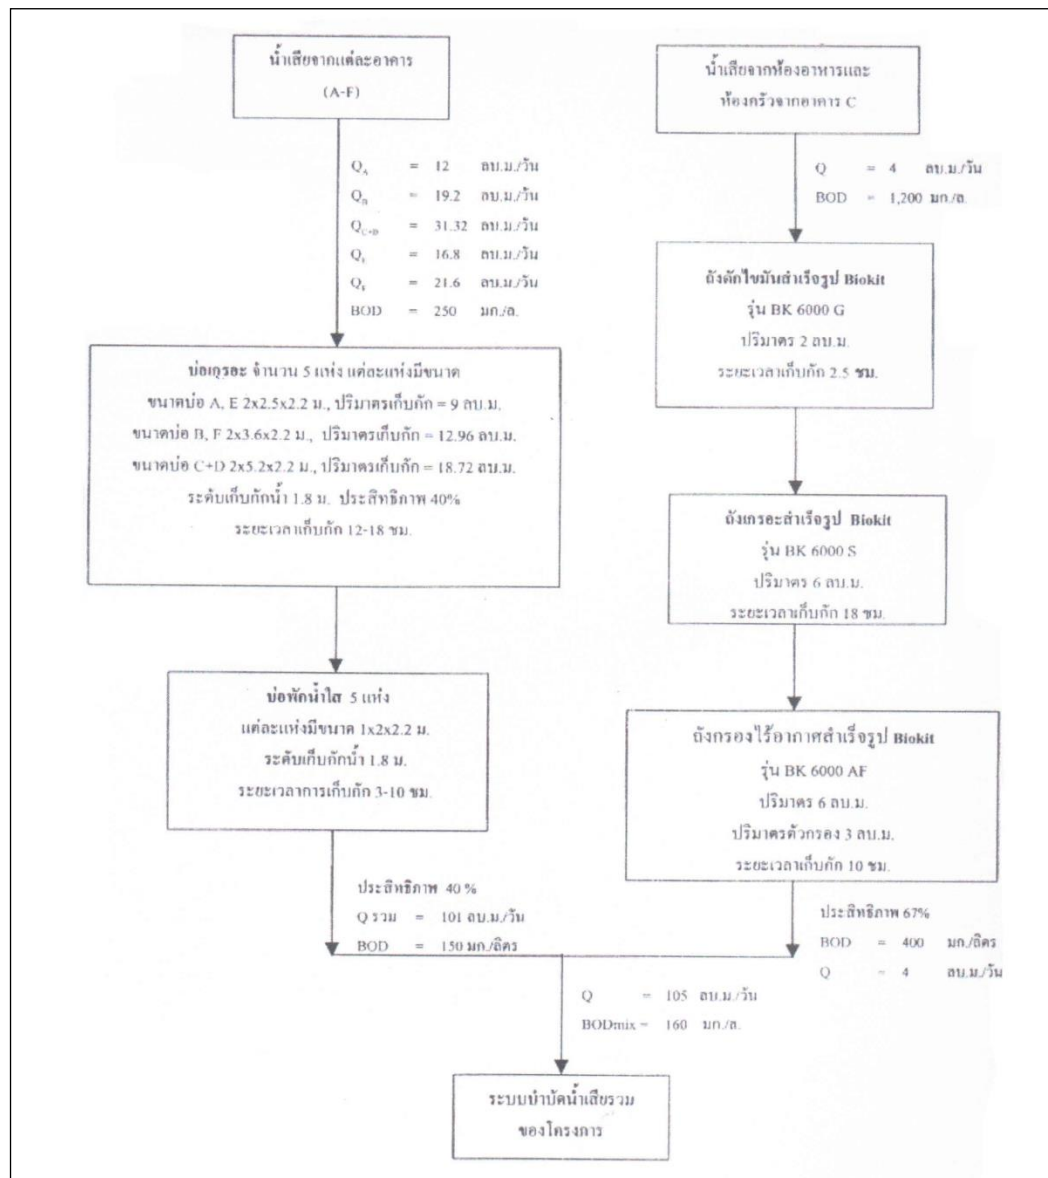 น้ำเสียจากแต่ละอาคาร
(A-F)
Q_A = 12 ลบ.ม./วัน
Q_B = 19.2 ลบ.ม./วัน
Q_C+D = 31.32 ลบ.ม./วัน
Q_E = 16.8 ลบ.ม./วัน
Q_F = 21.6 ลบ.ม./วัน
BOD = 250 มก./ล.
บ่อเกรอะ จำนวน 5 แห่ง แต่ละแห่งมีขนาด
ขนาดบ่อ A, E 2x2.5x2.2 ม., ปริมาตรเก็บกัก = 9 ลบ.ม.
ขนาดบ่อ B, F 2x3.6x2.2 ม., ปริมาตรเก็บกัก = 12.96 ลบ.ม.
ขนาดบ่อ C+D 2x5.2x2.2 ม., ปริมาตรเก็บกัก = 18.72 ลบ.ม.
ระดับเก็บกักน้ำ 1.8 ม. ประสิทธิภาพ 40%
ระยะเวลาเก็บกัก 12-18 ชม.
บ่อพักน้ำใส 5 แห่ง
แต่ละแห่งมีขนาด 1x2x2.2 ม.
ระดับเก็บกักน้ำ 1.8 ม.
ระยะเวลาการเก็บกัก 3-10 ชม.
ประสิทธิภาพ 40 %
Q รวม = 101 ลบ.ม./วัน
BOD = 150 มก./ลิตร
น้ำเสียจากห้องอาหารและ
ห้องครัวจากอาคาร C
Q = 4 ลบ.ม./วัน
BOD = 1,200 มก./ล.
ถังดักไขมันสำเร็จรูป Biokit
รุ่น BK 6000 G
ปริมาตร 2 ลบ.ม.
ระยะเวลาเก็บกัก 2.5 ชม.
ถังเกรอะสำเร็จรูป Biokit
รุ่น BK 6000 S
ปริมาตร 6 ลบ.ม.
ระยะเวลาเก็บกัก 18 ชม.
ถังกรองไร้อากาศสำเร็จรูป Biokit
รุ่น BK 6000 AF
ปริมาตร 6 ลบ.ม.
ปริมาตรตัวกรอง 3 ลบ.ม.
ระยะเวลาเก็บกัก 10 ชม.
ประสิทธิภาพ 67%
BOD = 400 มก./ลิตร
Q = 4 ลบ.ม./วัน
Q = 105 ลบ.ม./วัน
BODmix = 160 มก./ล.
ระบบบำบัดน้ำเสียรวม
ของโครงการ